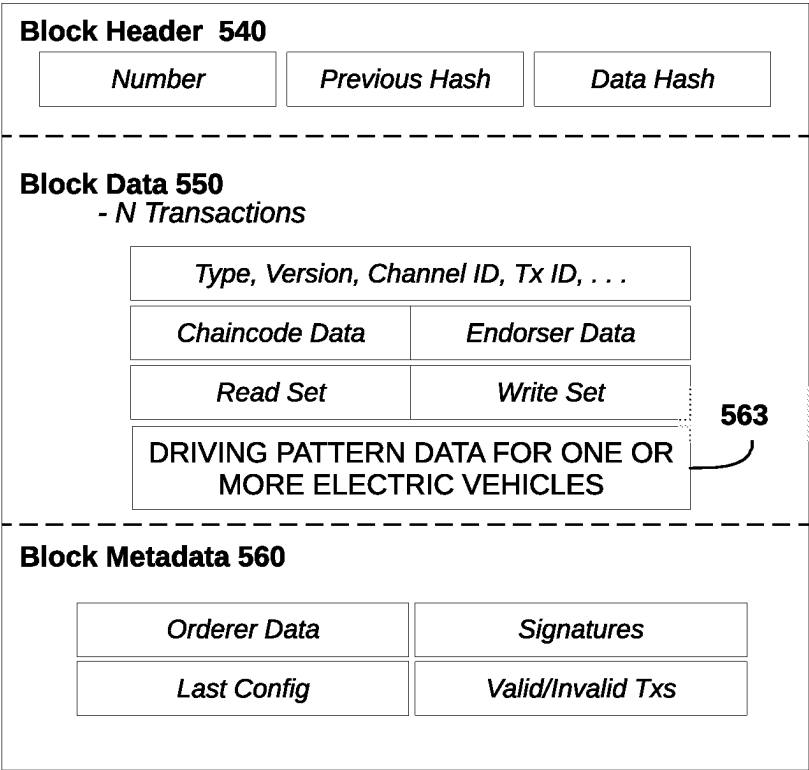 Block Header 540
Number Previous Hash Data Hash
Block Data 550
- N Transactions
Type, Version, Channel ID, Tx ID, . . .
Chaincode Data Endorser Data
Read Set Write Set
563
DRIVING PATTERN DATA FOR ONE OR
MORE ELECTRIC VEHICLES
Block Metadata 560
Orderer Data Signatures
Last Config Valid/Invalid Txs